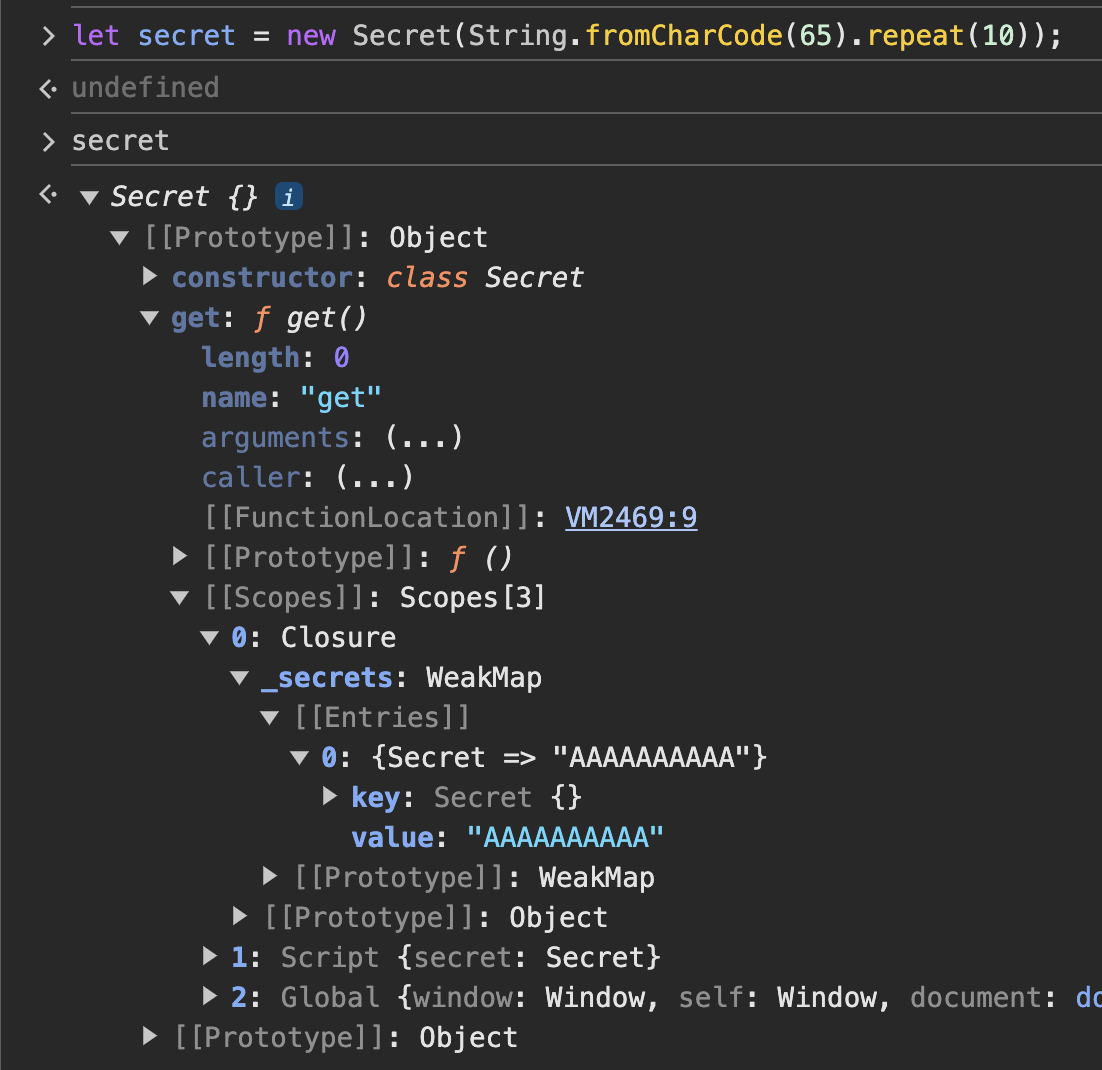 > let secret = new Secret(String.fromCharCode(65).repeat(10));
undefined
> secret
Secret {} i
[[Prototype]]: Object
constructor: class Secret
get: ƒ get()
length: 0
name: "get"
arguments: (...)
caller: (...)
[[FunctionLocation]]: VM2469:9
[[Prototype]]: ƒ ()
[[Scopes]]: Scopes[3]
0: Closure
_secrets: WeakMap
[[Entries]]
0: {Secret => "AAAAAAAAAA"}
key: Secret {}
value: "AAAAAAAAAA"
[[Prototype]]: WeakMap
[[Prototype]]: Object
1: Script {secret: Secret}
2: Global {window: Window, self: Window, document: do
[[Prototype]]: Object